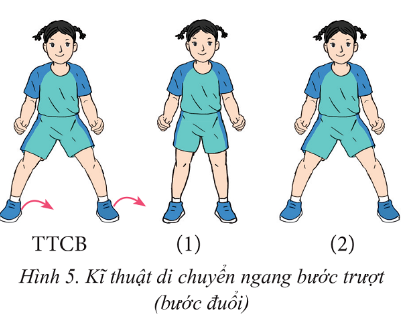 TTCB (1) (2)
Hình 5. Kĩ thuật di chuyển ngang bước trượt
(bước đuổi)